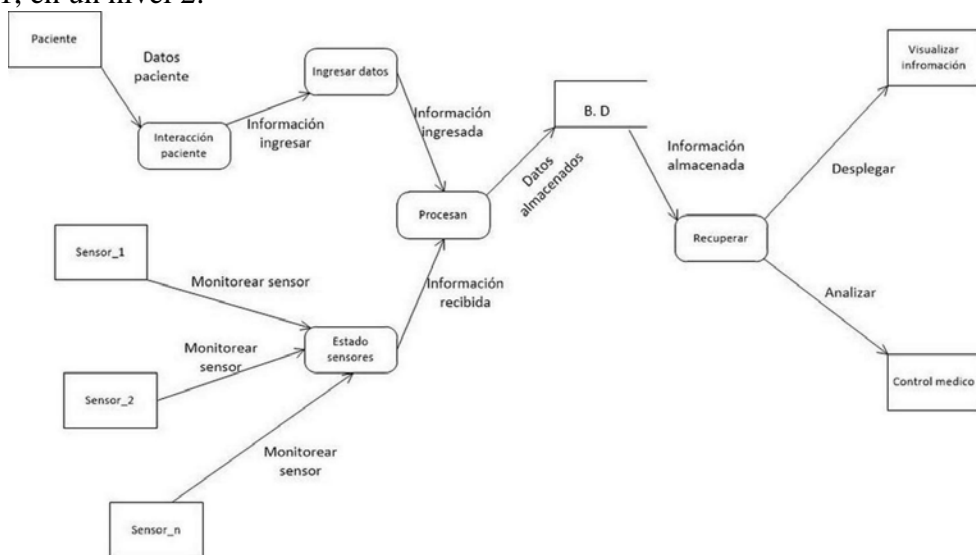 1, en un nivel 2.
Paciente
Datos
paciente
Interacción
paciente
Información
ingresar
Ingresar datos
Información
ingresada
Procesan
Datos
almacenados
B. D
Información
almacenada
Recuperar
Visualizar
infromación
Desplegar
Analizar
Control medico
Sensor_1
Monitorear sensor
Sensor_2
Monitorear
sensor
Estado
sensores
Información
recibida
Monitorear
sensor
Sensor_n